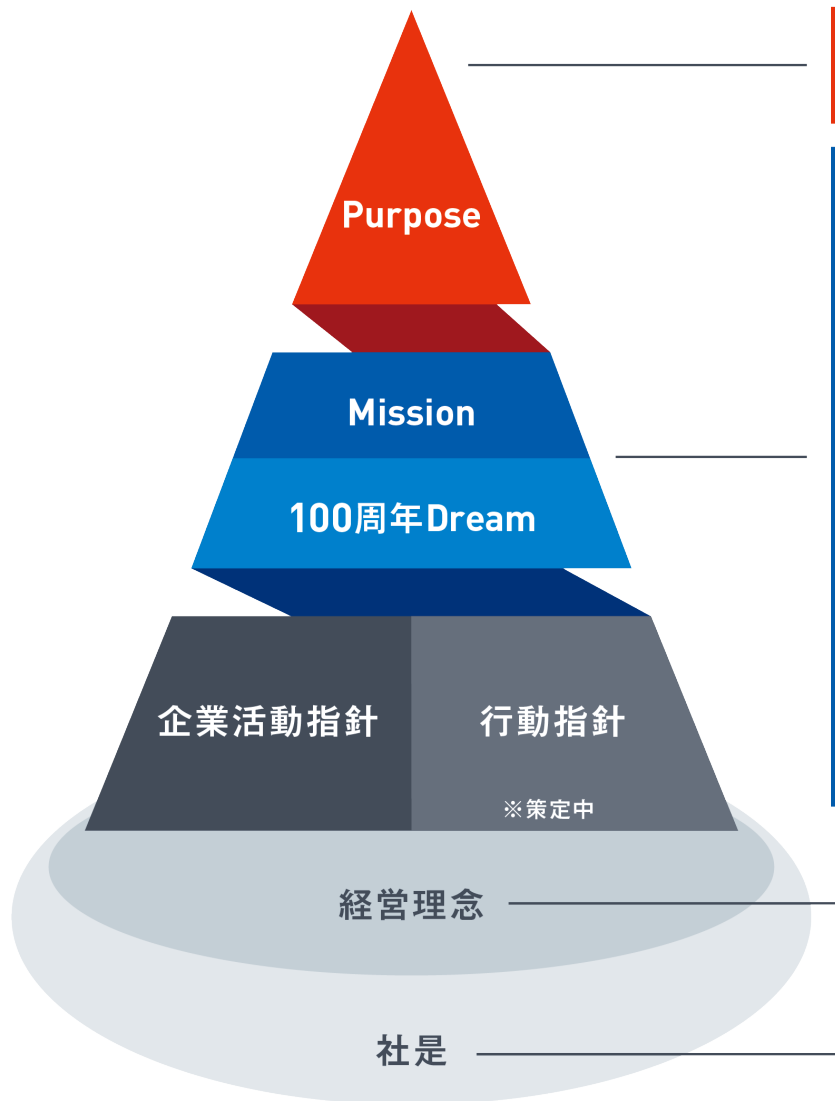 Purpose
Mission
100周年Dream
企業活動指針
行動指針
※策定中
経営理念
社是